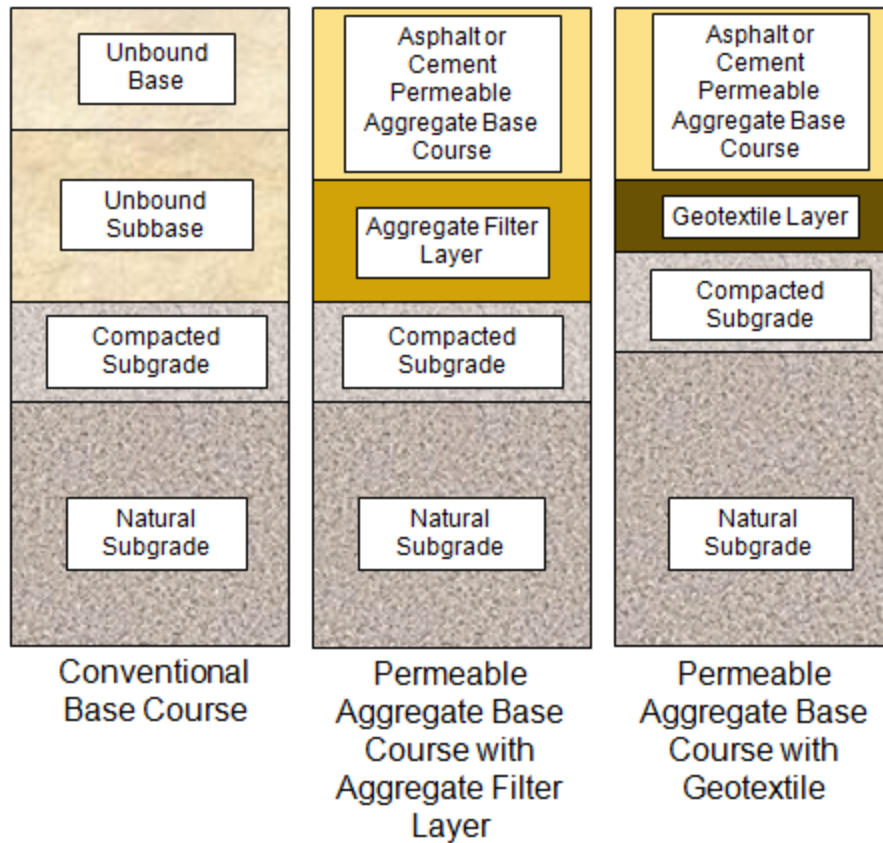 Unbound
Base
Unbound
Subbase
Compacted
Subgrade
Natural
Subgrade
Conventional
Base Course
Asphalt or
Cement
Permeable
Aggregate Base
Course
Aggregate Filter
Layer
Compacted
Subgrade
Natural
Subgrade
Permeable
Aggregate Base
Course with
Aggregate Filter
Layer
Asphalt or
Cement
Permeable
Aggregate Base
Course
Geotextile Layer
Compacted
Subgrade
Natural
Subgrade
Permeable
Aggregate Base
Course with
Geotextile